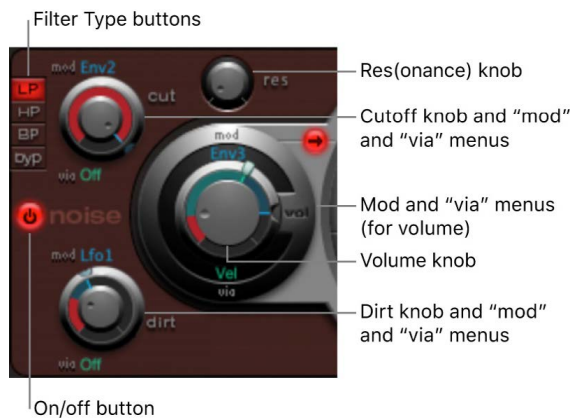 Filter Type buttons
mod Env2
LP
HP
BP
byp
cut
res
via Off
mod
Env3
vol
Vel
via
noise
mod Lfo1
dirt
via Off
Res(onance) knob
Cutoff knob and “mod”
and “via” menus
Mod and “via” menus
(for volume)
Volume knob
Dirt knob and “mod”
and “via” menus
On/off button